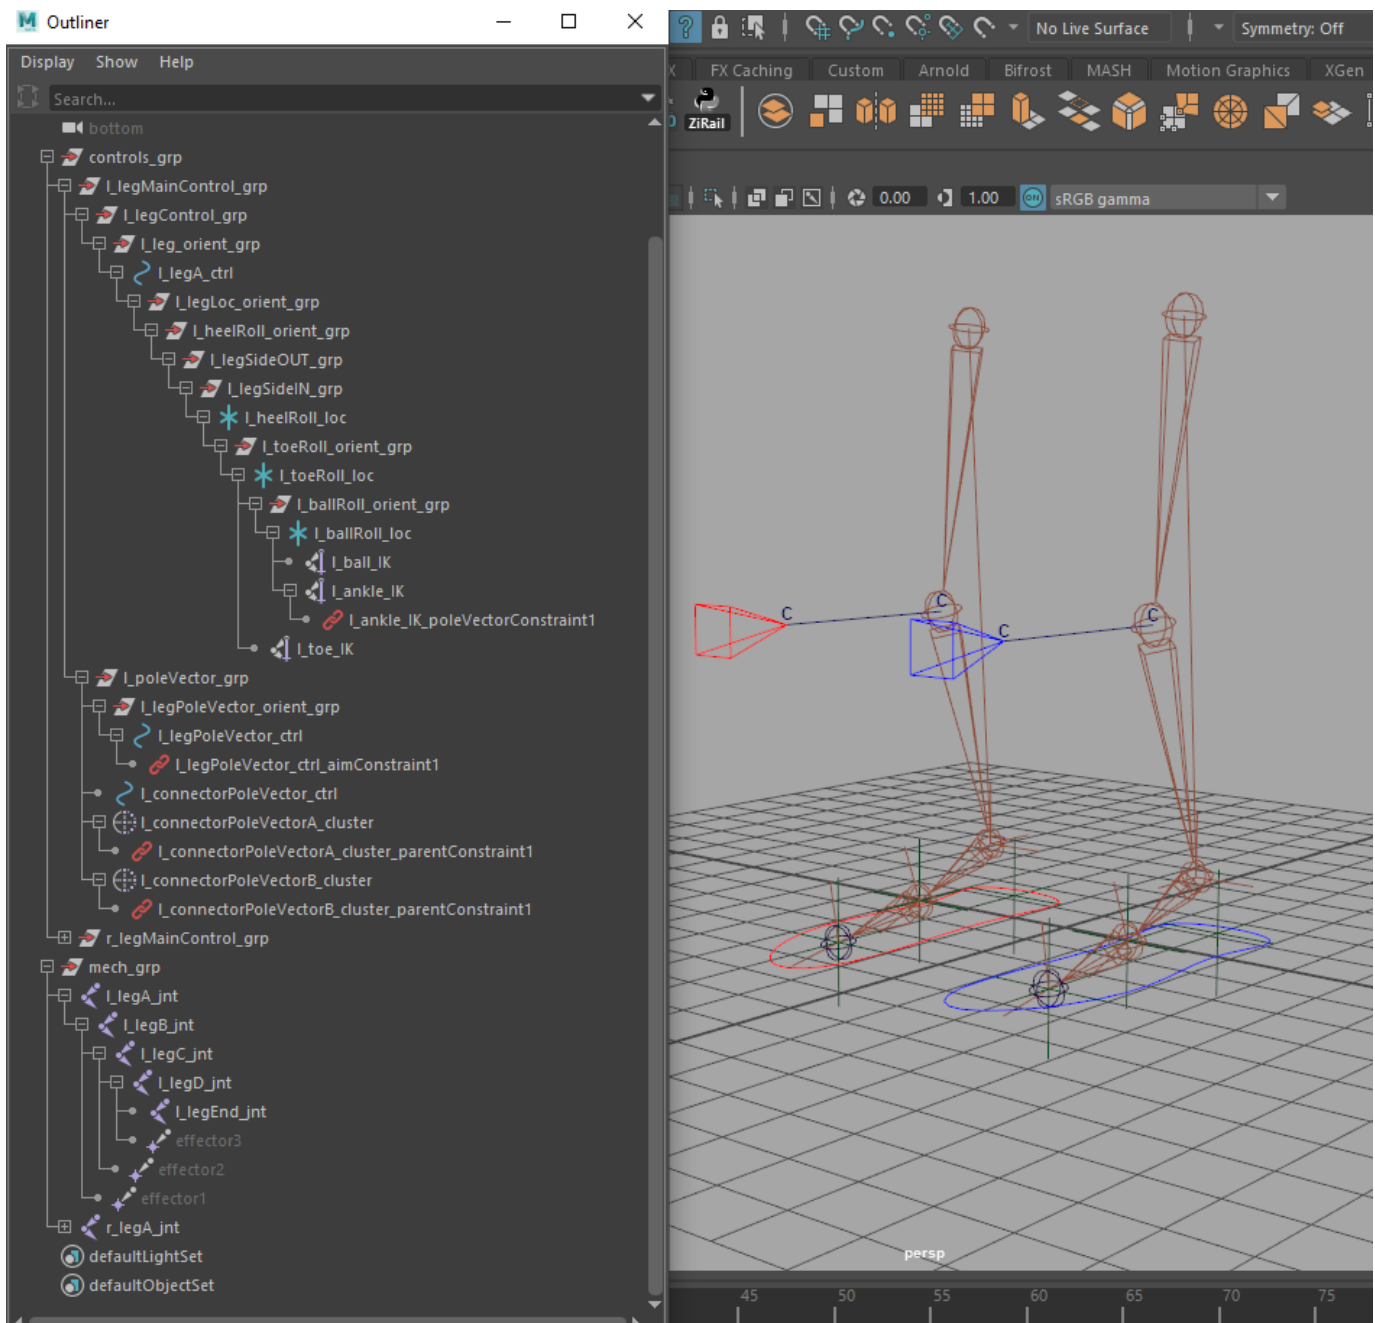 Outliner
Display Show Help
Search...
bottom
controls_grp
l_legMainControl_grp
l_legControl_grp
l_leg_orient_grp
l_legA_ctrl
l_legLoc_orient_grp
l_heelRoll_orient_grp
l_legSideOUT_grp
l_legSideIN_grp
l_heelRoll_loc
l_toeRoll_orient_grp
l_toeRoll_loc
l_ballRoll_orient_grp
l_ballRoll_loc
l_ball_IK
l_ankle_IK
l_ankle_IK_poleVectorConstraint1
l_toe_IK
l_poleVector_grp
l_legPoleVector_orient_grp
l_legPoleVector_ctrl
l_legPoleVector_ctrl_aimConstraint1
l_connectorPoleVector_ctrl
l_connectorPoleVectorA_cluster
l_connectorPoleVectorA_cluster_parentConstraint1
l_connectorPoleVectorB_cluster
l_connectorPoleVectorB_cluster_parentConstraint1
r_legMainControl_grp
mech_grp
l_legA_jnt
l_legB_jnt
l_legC_jnt
l_legD_jnt
l_legEnd_jnt
effector3
effector2
effector1
r_legA_jnt
defaultLightSet
defaultObjectSet
No Live Surface Symmetry: Off
FX Caching Custom Arnold Bifrost MASH Motion Graphics XGen
ZiRail
0.00 1.00 ON sRGB gamma
C C
C C
persp
45 50 55 60 65 70 75